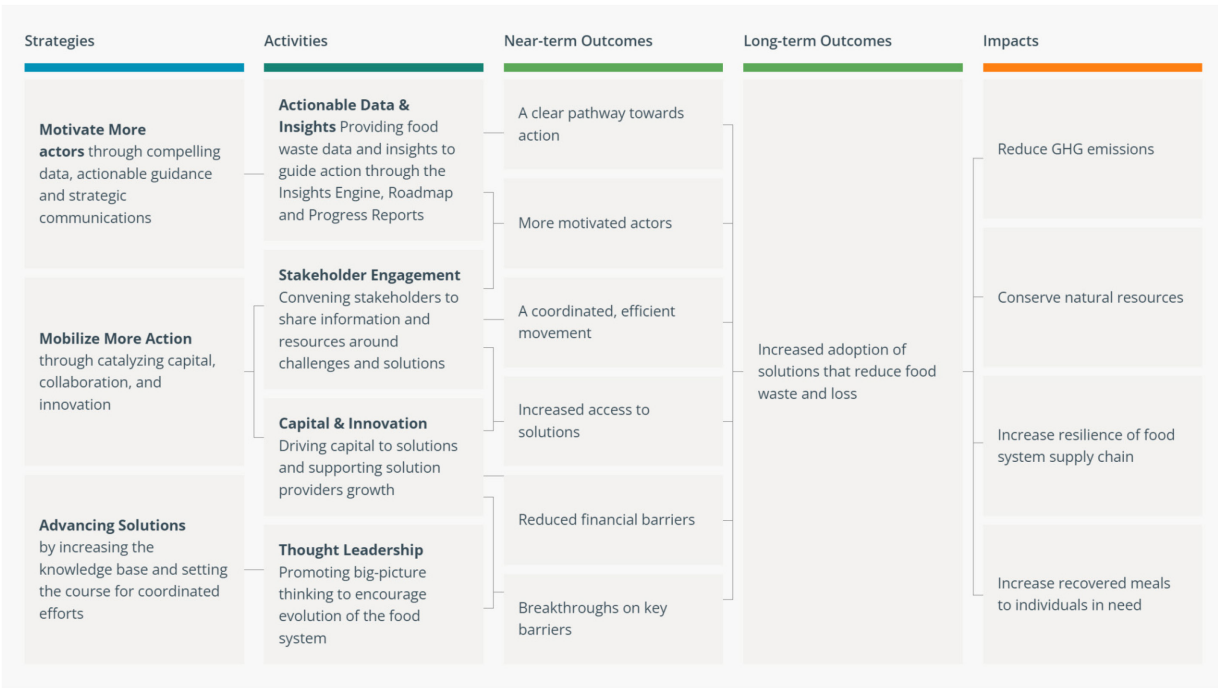 Strategies
Activities
Near-term Outcomes
Long-term Outcomes
Impacts
Motivate More
actors through compelling
data, actionable guidance
and strategic
communications
Mobilize More Action
through catalyzing capital,
collaboration, and
innovation
Advancing Solutions
by increasing the
knowledge base and setting
the course for coordinated
efforts
Actionable Data &
Insights Providing food
waste data and insights to
guide action through the
Insights Engine, Roadmap
and Progress Reports
Stakeholder Engagement
Convening stakeholders to
share information and
resources around
challenges and solutions
Capital & Innovation
Driving capital to solutions
and supporting solution
providers growth
Thought Leadership
Promoting big-picture
thinking to encourage
evolution of the food
system
A clear pathway towards
action
More motivated actors
A coordinated, efficient
movement
Increased access to
solutions
Reduced financial barriers
Breakthroughs on key
barriers
Increased adoption of
solutions that reduce food
waste and loss
Reduce GHG emissions
Conserve natural resources
Increase resilience of food
system supply chain
Increase recovered meals
to individuals in need